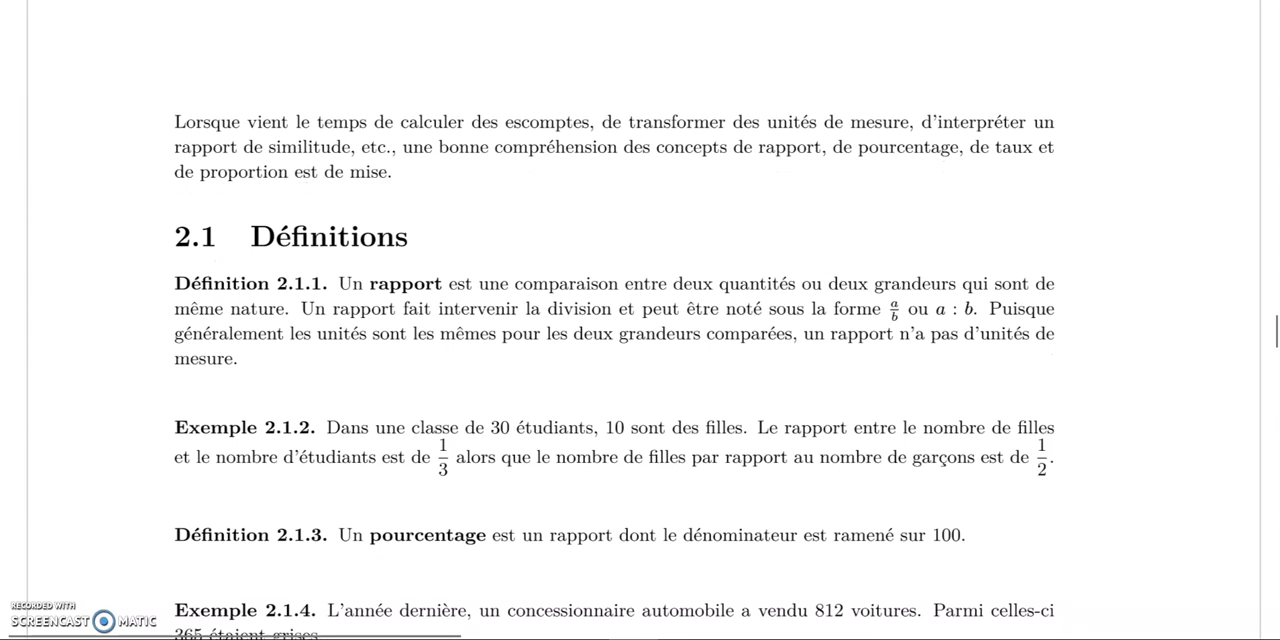 Lorsque vient le temps de calculer des escomptes, de transformer des unités de mesure, d'interpréter un
rapport de similitude, etc., une bonne compréhension des concepts de rapport, de pourcentage, de taux et
de proportion est de mise.
2.1 Définitions
Définition 2.1.1. Un rapport est une comparaison entre deux quantités ou deux grandeurs qui sont de
même nature. Un rapport fait intervenir la division et peut être noté sous la forme a/b ou a : b. Puisque
généralement les unités sont les mêmes pour les deux grandeurs comparées, un rapport n'a pas d'unités de
mesure.
Exemple 2.1.2. Dans une classe de 30 étudiants, 10 sont des filles. Le rapport entre le nombre de filles
et le nombre d'étudiants est de 1/3 alors que le nombre de filles par rapport au nombre de garçons est de 1/2.
Définition 2.1.3. Un pourcentage est un rapport dont le dénominateur est ramené sur 100.
Exemple 2.1.4. L'année dernière, un concessionnaire automobile a vendu 812 voitures. Parmi celles-ci
365 étaient grises
RECORDED WITH
SCREENCAST MATIC